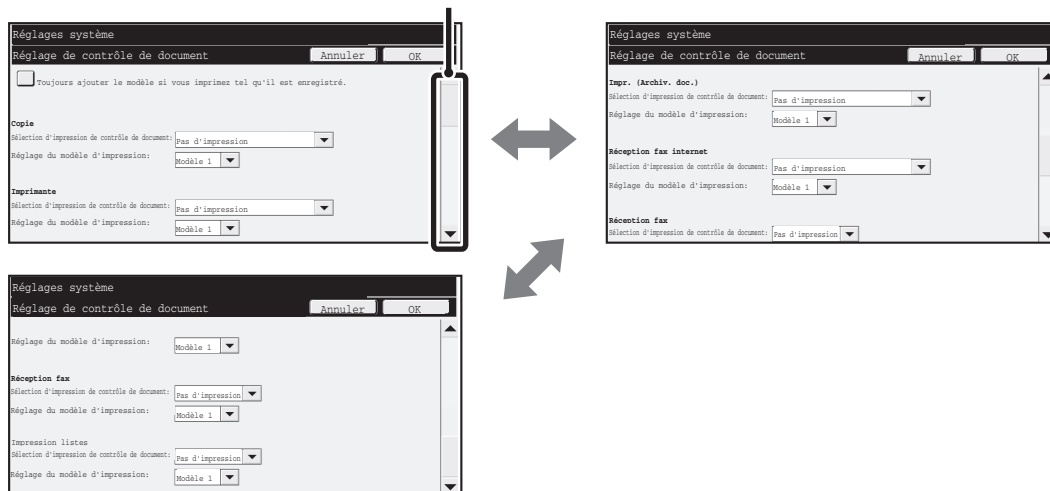 Réglages système
Réglage de contrôle de document Annuler OK
Toujours ajouter le modèle si vous imprimez tel qu'il est enregistré.
Copie
Sélection d'impression de contrôle de document: Pas d'impression
Réglage du modèle d'impression: Modèle 1
Imprimante
Sélection d'impression de contrôle de document: Pas d'impression
Réglage du modèle d'impression: Modèle 1
Réglages système
Réglage de contrôle de document Annuler OK
Impr. (Archiv. doc.)
Sélection d'impression de contrôle de document: Pas d'impression
Réglage du modèle d'impression: Modèle 1
Réception fax internet
Sélection d'impression de contrôle de document: Pas d'impression
Réglage du modèle d'impression: Modèle 1
Réception fax
Sélection d'impression de contrôle de document: Pas d'impression
Réglages système
Réglage de contrôle de document Annuler OK
Réglage du modèle d'impression: Modèle 1
Réception fax
Sélection d'impression de contrôle de document: Pas d'impression
Réglage du modèle d'impression: Modèle 1
Impression listes
Sélection d'impression de contrôle de document: Pas d'impression
Réglage du modèle d'impression: Modèle 1